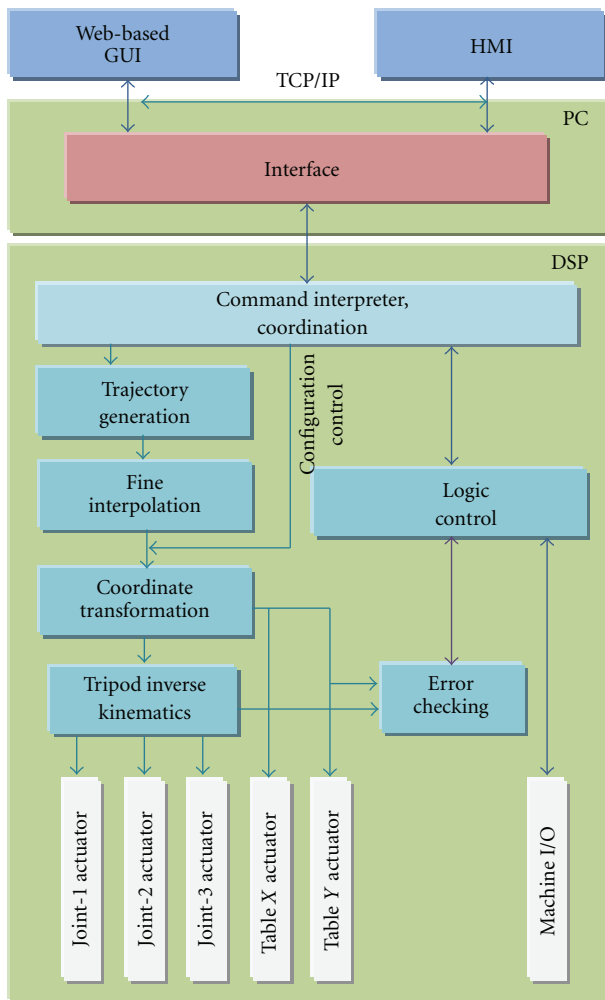 Web-based
GUI
HMI
TCP/IP
PC
Interface
DSP
Command interpreter,
coordination
Trajectory
generation
Configuration
control
Fine
interpolation
Logic
control
Coordinate
transformation
Tripod inverse
kinematics
Error
checking
Joint-1 actuator
Joint-2 actuator
Joint-3 actuator
Table X actuator
Table Y actuator
Machine I/O